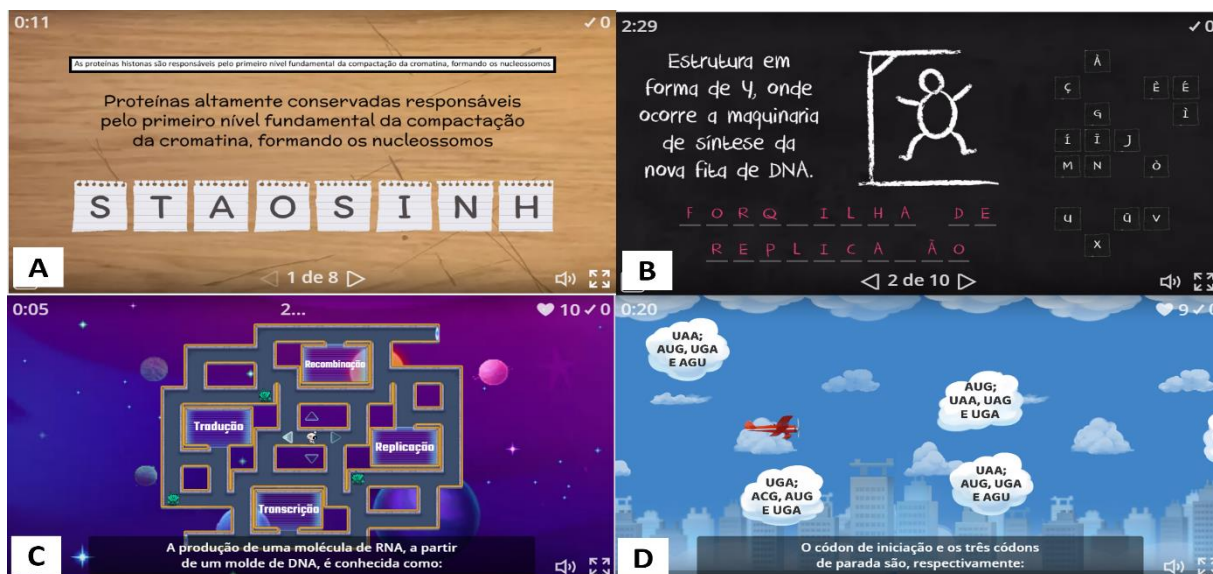 0:11
✓ 0
As proteínas histonas são responsáveis pelo primeiro nível fundamental da compactação da cromatina, formando os nucleossomos
Proteínas altamente conservadas responsáveis
pelo primeiro nível fundamental da compactação
da cromatina, formando os nucleossomos
S T A O S I N H
A
1 de 8
2:29
✓ 0
Estrutura em
forma de Y, onde
ocorre a maquinaria
de síntese da
nova fita de DNA.
F O R Q _ I L H A D E
R E P L I C A _ Ã O
À
Ç È É
G Ì
Í Î J
M N Ò
U Û V
X
B
2 de 10
0:05
2...
♥ 10 ✓ 0
Recombinação
Tradução
Replicação
Transcrição
C
A produção de uma molécula de RNA, a partir
de um molde de DNA, é conhecida como:
0:20
♥ 9 ✓ 0
UAA;
AUG, UGA
E AGU
AUG;
UAA, UAG
E UGA
UGA;
ACG, AUG
E UGA
UAA;
AUG, UGA
E AGU
D
O códon de iniciação e os três códons
de parada são, respectivamente: